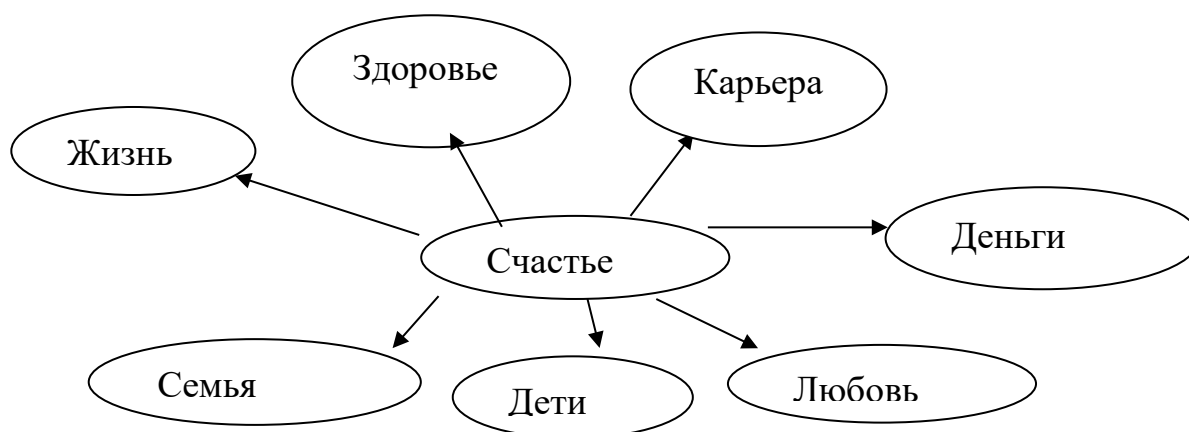 Здоровье
Карьера
Жизнь
Деньги
Счастье
Семья
Дети
Любовь